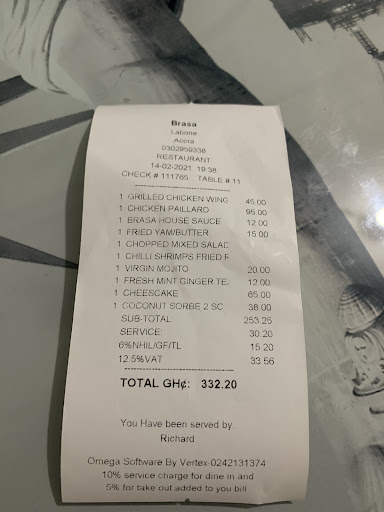 Brasa
Labone
Accra
0302959338
RESTAURANT
14-02-2021 19:38
CHECK # 111765 TABLE # 11
1 GRILLED CHICKEN WING 45.00
1 CHICKEN PAILLARD 95.00
1 BRASA HOUSE SAUCE 12.00
1 FRIED YAM/BUTTER 15.00
1 CHOPPED MIXED SALAD
1 CHILLI SHRIMPS FRIED R
1 VIRGIN MOJITO 20.00
1 FRESH MINT GINGER TEA 12.00
1 CHEESCAKE 65.00
1 COCONUT SORBE 2 SC 38.00
SUB-TOTAL: 253.25
SERVICE: 30.20
6%NHIL/GF/TL 15.20
12.5%VAT 33.56
TOTAL GH¢: 332.20
You Have been served by:
Richard
Omega Software By Vertex-0242131374
10% service charge for dine in and
5% for take out added to you bill